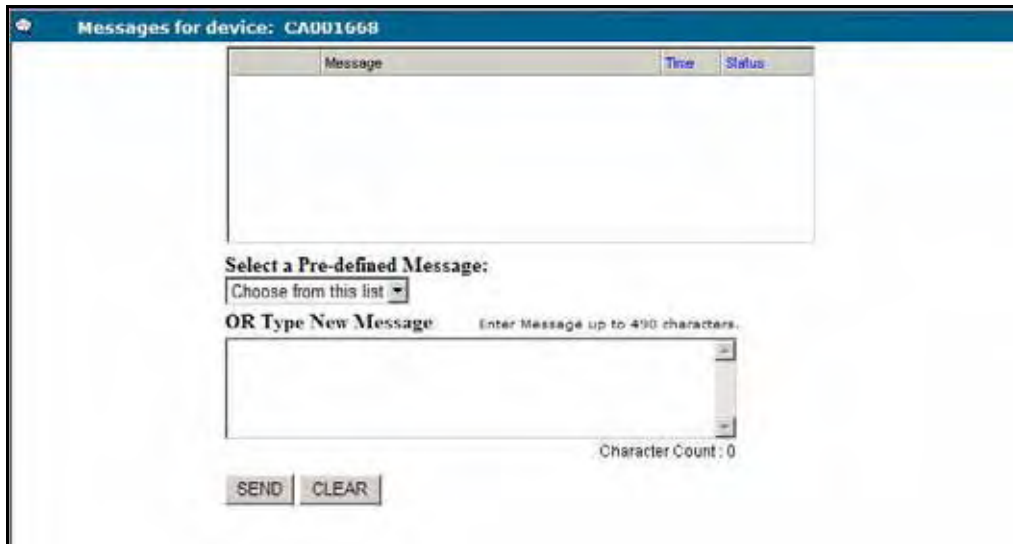 Messages for device: CA001668
Message Time Status
Select a Pre-defined Message:
Choose from this list
OR Type New Message Enter Message up to 490 characters.
Character Count : 0
SEND CLEAR